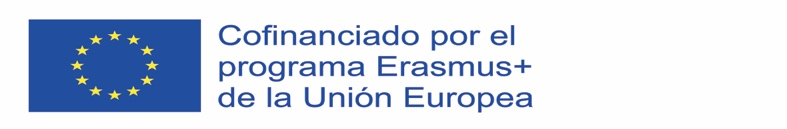 Cofinanciado por el
programa Erasmus+
de la Unión Europea